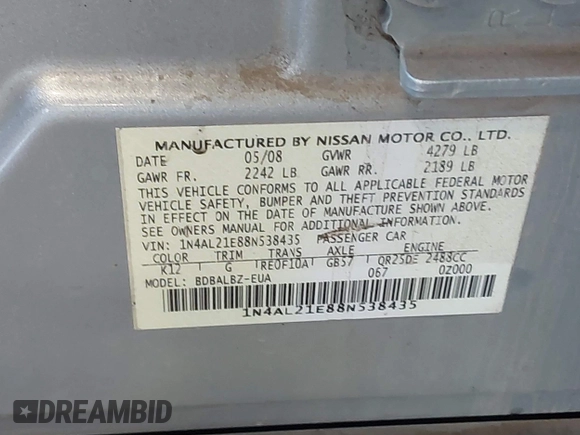 MANUFACTURED BY NISSAN MOTOR CO., LTD.
DATE 05/08 GVWR 4279 LB
GAWR FR. 2242 LB GAWR RR. 2189 LB
THIS VEHICLE CONFORMS TO ALL APPLICABLE FEDERAL MOTOR
VEHICLE SAFETY, BUMPER AND THEFT PREVENTION STANDARDS
IN EFFECT ON THE DATE OF MANUFACTURE SHOWN ABOVE.
SEE OWNERS MANUAL FOR ADDITIONAL INFORMATION.
VIN: 1N4AL21E88N538435 PASSENGER CAR
COLOR TRIM TRANS AXLE ENGINE
K12 G RE0F10A GB57 QR25DE 2488CC
MODEL: BDBALBZ-EUA 067 0Z000
1N4AL21E88N538435
DREAMBID